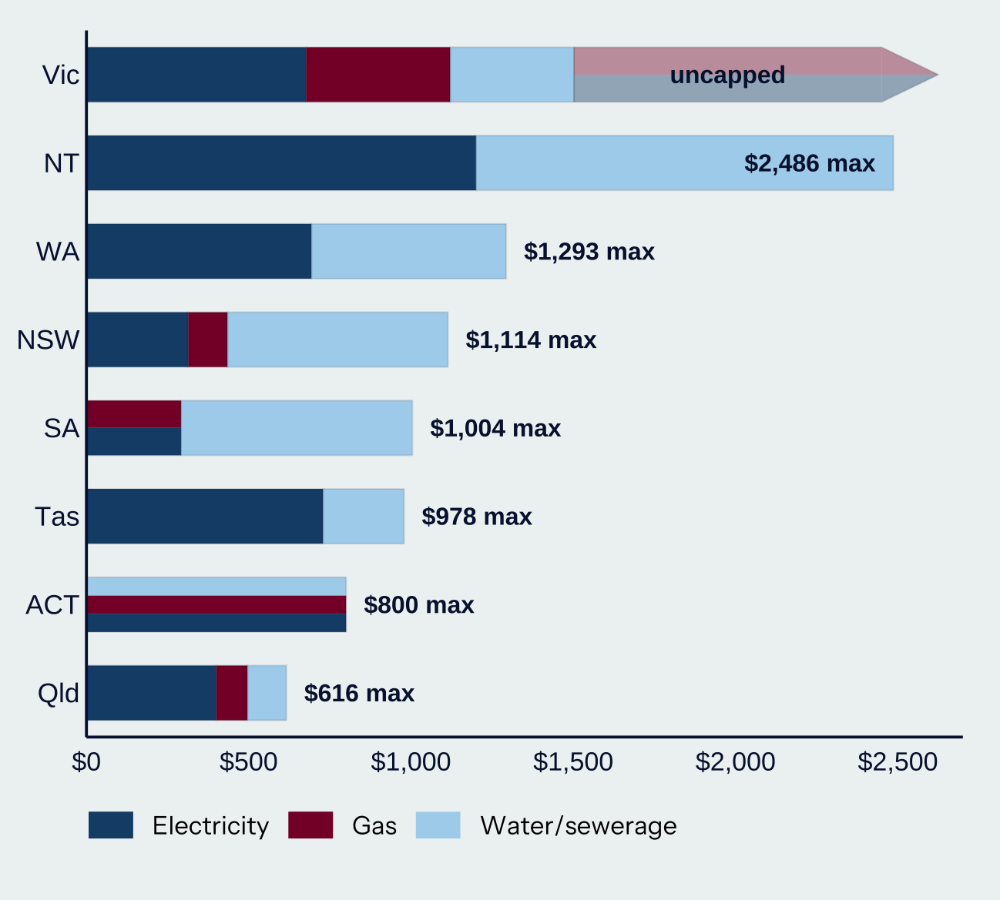 Vic uncapped
NT $2,486 max
WA $1,293 max
NSW $1,114 max
SA $1,004 max
Tas $978 max
ACT $800 max
Qld $616 max
$0 $500 $1,000 $1,500 $2,000 $2,500
Electricity Gas Water/sewerage